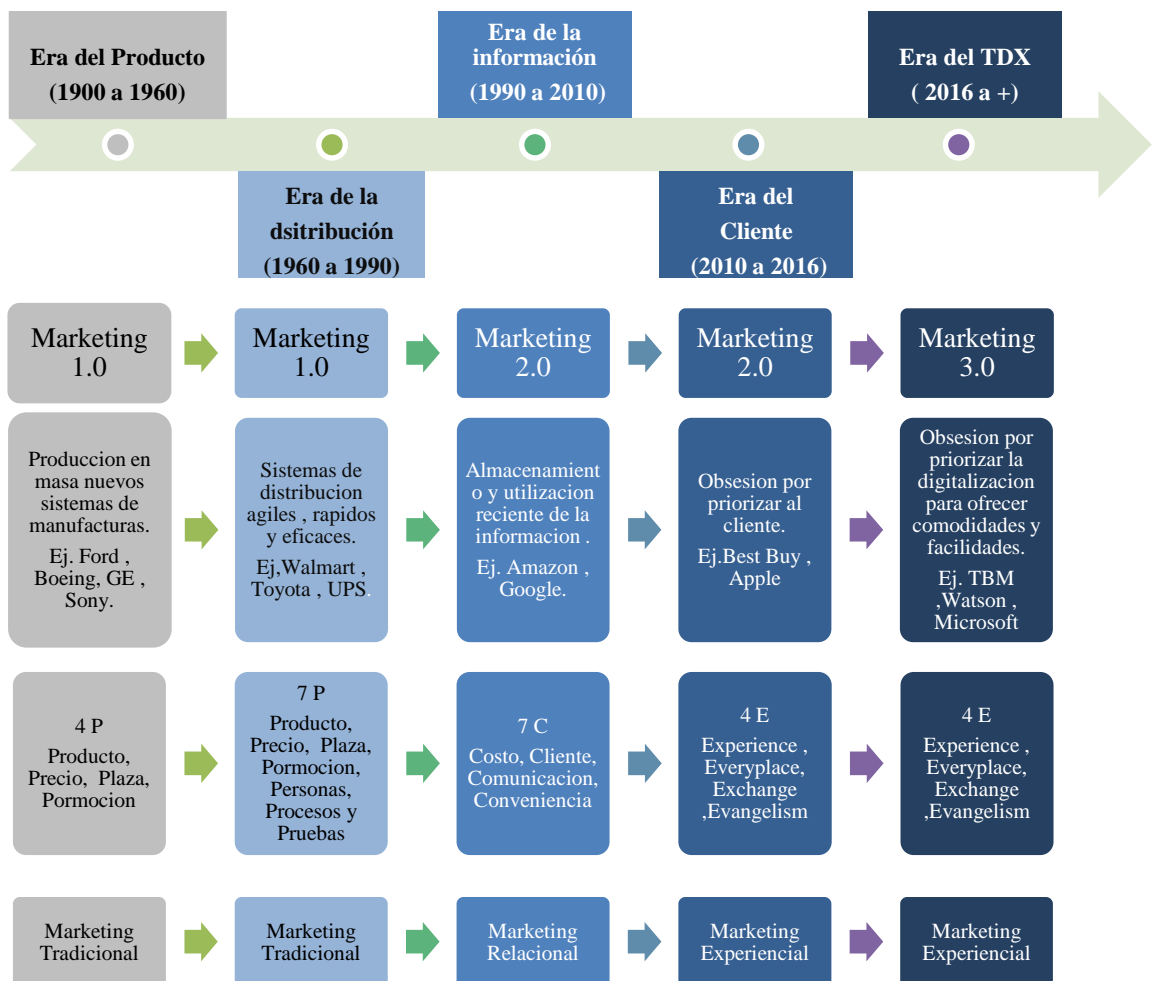 Era del Producto
(1900 a 1960)
Era de la
información
(1990 a 2010)
Era del TDX
( 2016 a +)
Era de la
dsitribución
(1960 a 1990)
Era del
Cliente
(2010 a 2016)
Marketing
1.0
Marketing
1.0
Marketing
2.0
Marketing
2.0
Marketing
3.0
Produccion en
masa nuevos
sistemas de
manufacturas.
Ej. Ford ,
Boeing, GE ,
Sony.
Sistemas de
distribucion
agiles , rapidos
y eficaces.
Ej,Walmart ,
Toyota , UPS.
Almacenamient
o y utilizacion
reciente de la
informacion .
Ej. Amazon ,
Google.
Obsesion por
priorizar al
cliente.
Ej.Best Buy ,
Apple
Obsesion por
priorizar la
digitalizacion
para ofrecer
comodidades y
facilidades.
Ej. TBM
,Watson ,
Microsoft
4 P
Producto,
Precio, Plaza,
Pormocion
7 P
Producto,
Precio, Plaza,
Pormocion,
Personas,
Procesos y
Pruebas
7 C
Costo, Cliente,
Comunicacion,
Conveniencia
4 E
Experience ,
Everyplace,
Exchange
,Evangelism
4 E
Experience ,
Everyplace,
Exchange
,Evangelism
Marketing
Tradicional
Marketing
Tradicional
Marketing
Relacional
Marketing
Experiencial
Marketing
Experiencial